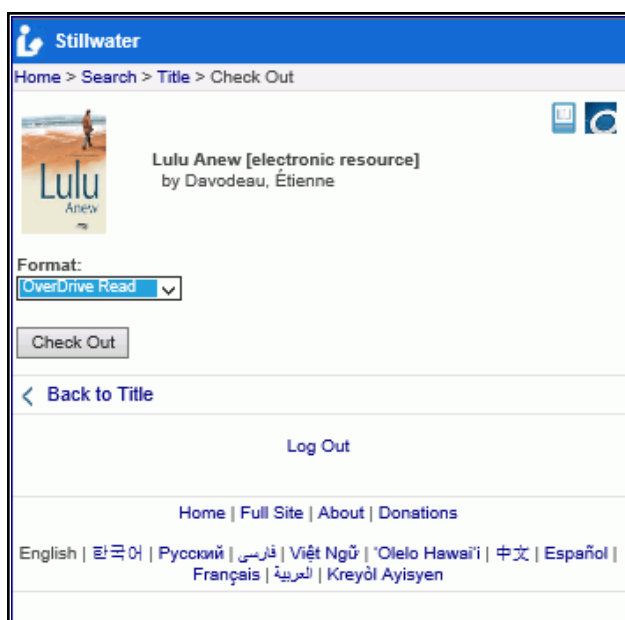 Stillwater
Home > Search > Title > Check Out
Lulu
Anew
Lulu Anew [electronic resource]
by Davodeau, Étienne
Format:
OverDrive Read
Check Out
Back to Title
Log Out
Home | Full Site | About | Donations
English | 한국어 | Русский | فارسی | Việt Ngữ | 'Ōlelo Hawai'i | 中文 | Español |
Français | العربية | Kreyòl Ayisyen